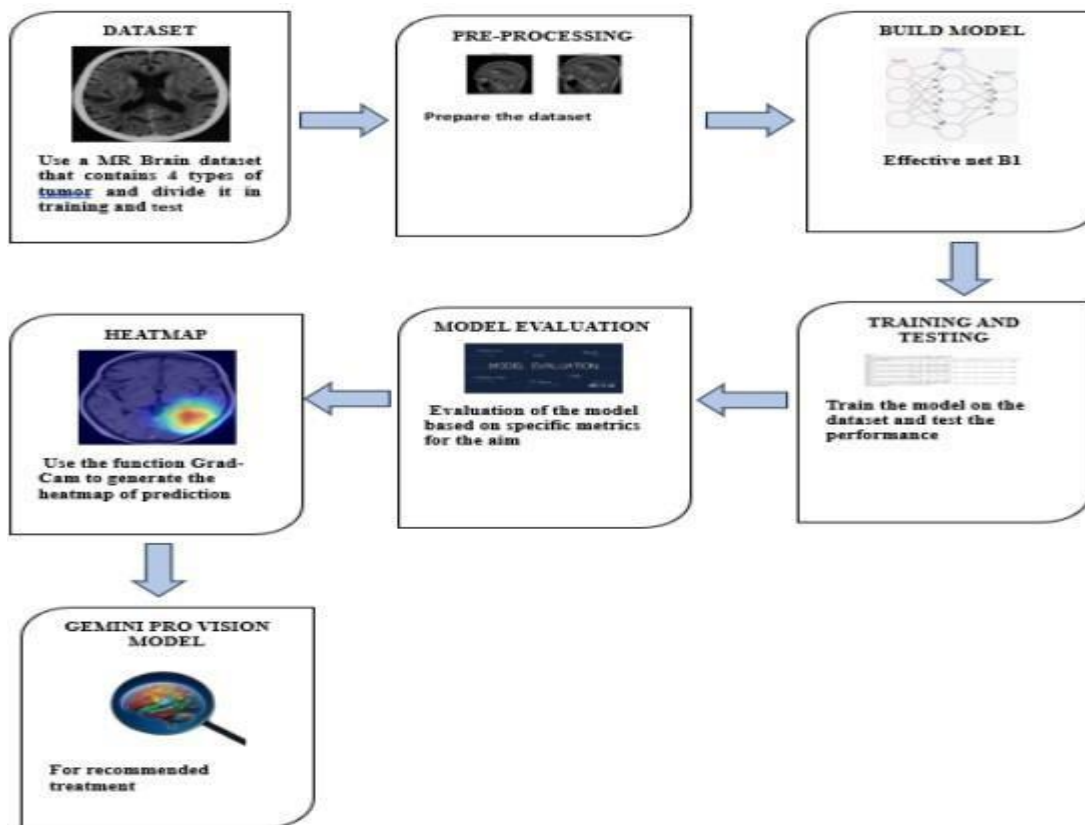 DATASET
Use a MR Brain dataset
that contains 4 types of
tumor and divide it in
training and test
PRE-PROCESSING
Prepare the dataset
BUILD MODEL
Effective net B1
TRAINING AND
TESTING
Train the model on the
dataset and test the
performance
MODEL EVALUATION
MODEL EVALUATION
Evaluation of the model
based on specific metrics
for the aim
HEATMAP
Use the function Grad-
Cam to generate the
heatmap of prediction
GEMINI PRO VISION
MODEL
For recommended
treatment